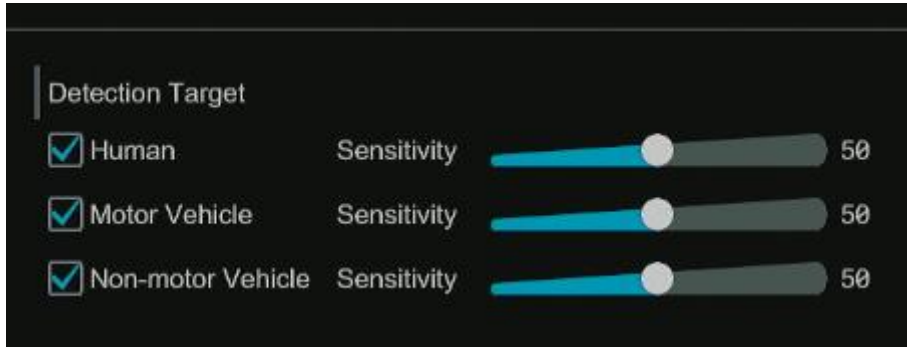 Detection Target
Human Sensitivity 50
Motor Vehicle Sensitivity 50
Non-motor Vehicle Sensitivity 50